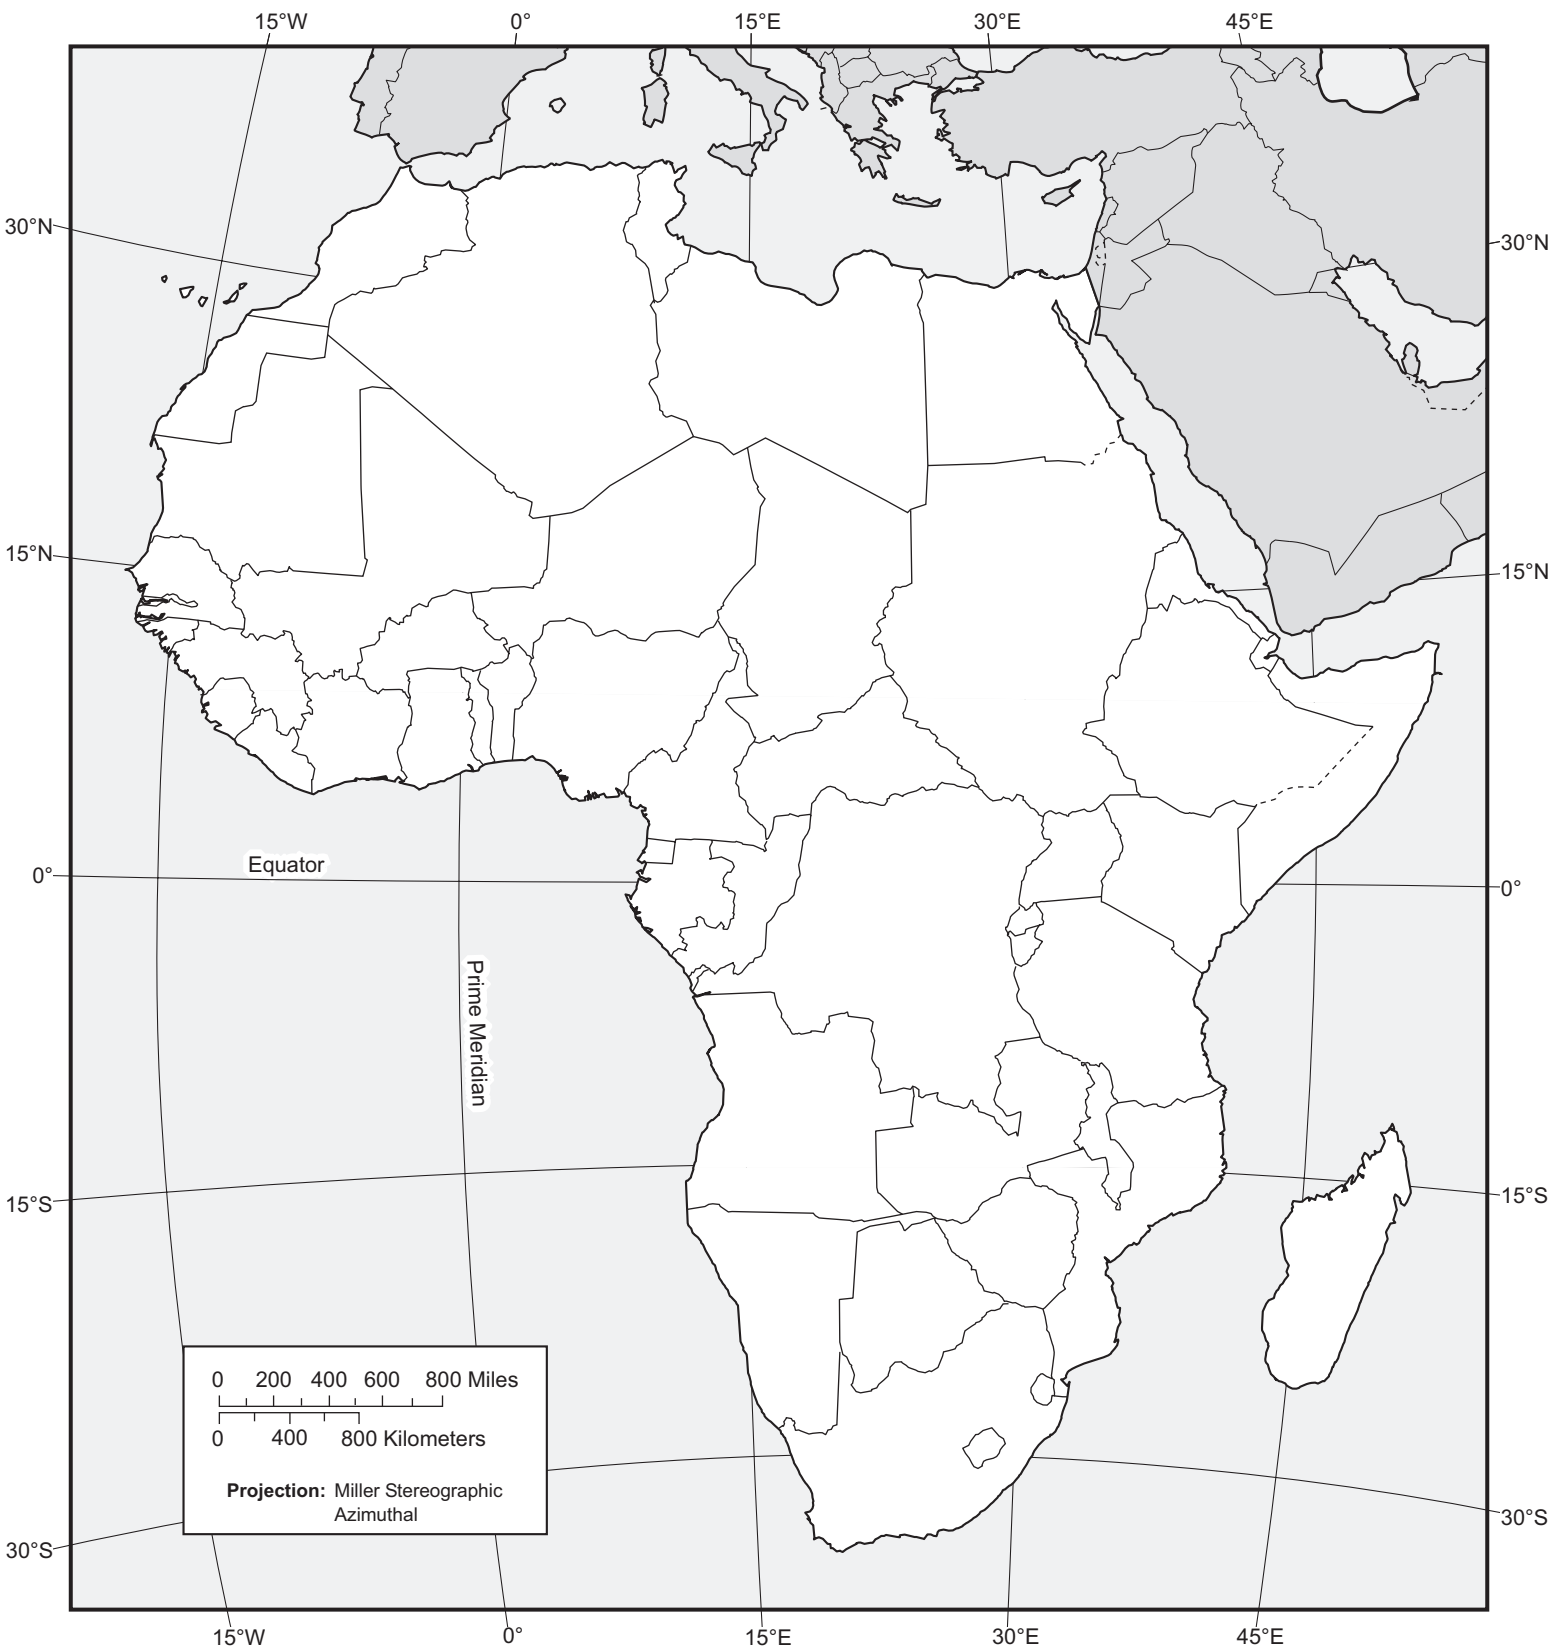 15°W 0° 15°E 30°E 45°E
30°N 30°N
15°N 15°N
Equator
0° 0°
Prime Meridian
15°S 15°S
0 200 400 600 800 Miles
0 400 800 Kilometers
Projection: Miller Stereographic
Azimuthal
30°S 30°S
15°W 0° 15°E 30°E 45°E